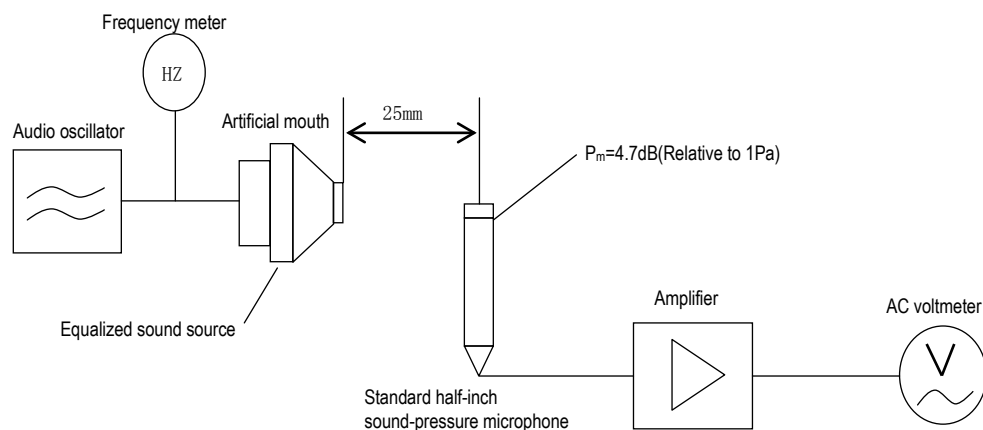 Frequency meter
HZ
Audio oscillator
Artificial mouth
25mm
Pm=4.7dB(Relative to 1Pa)
Equalized sound source
Amplifier
AC voltmeter
V
Standard half-inch
sound-pressure microphone